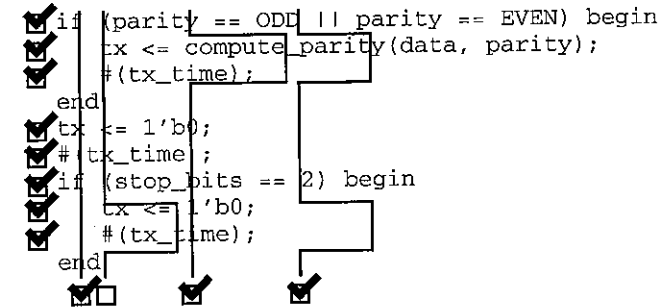 if (parity == ODD || parity == EVEN) begin
tx <= compute_parity(data, parity);
#(tx_time);
end
tx <= 1'b0;
#(tx_time);
if (stop_bits == 2) begin
tx <= 1'b0;
#(tx_time);
end